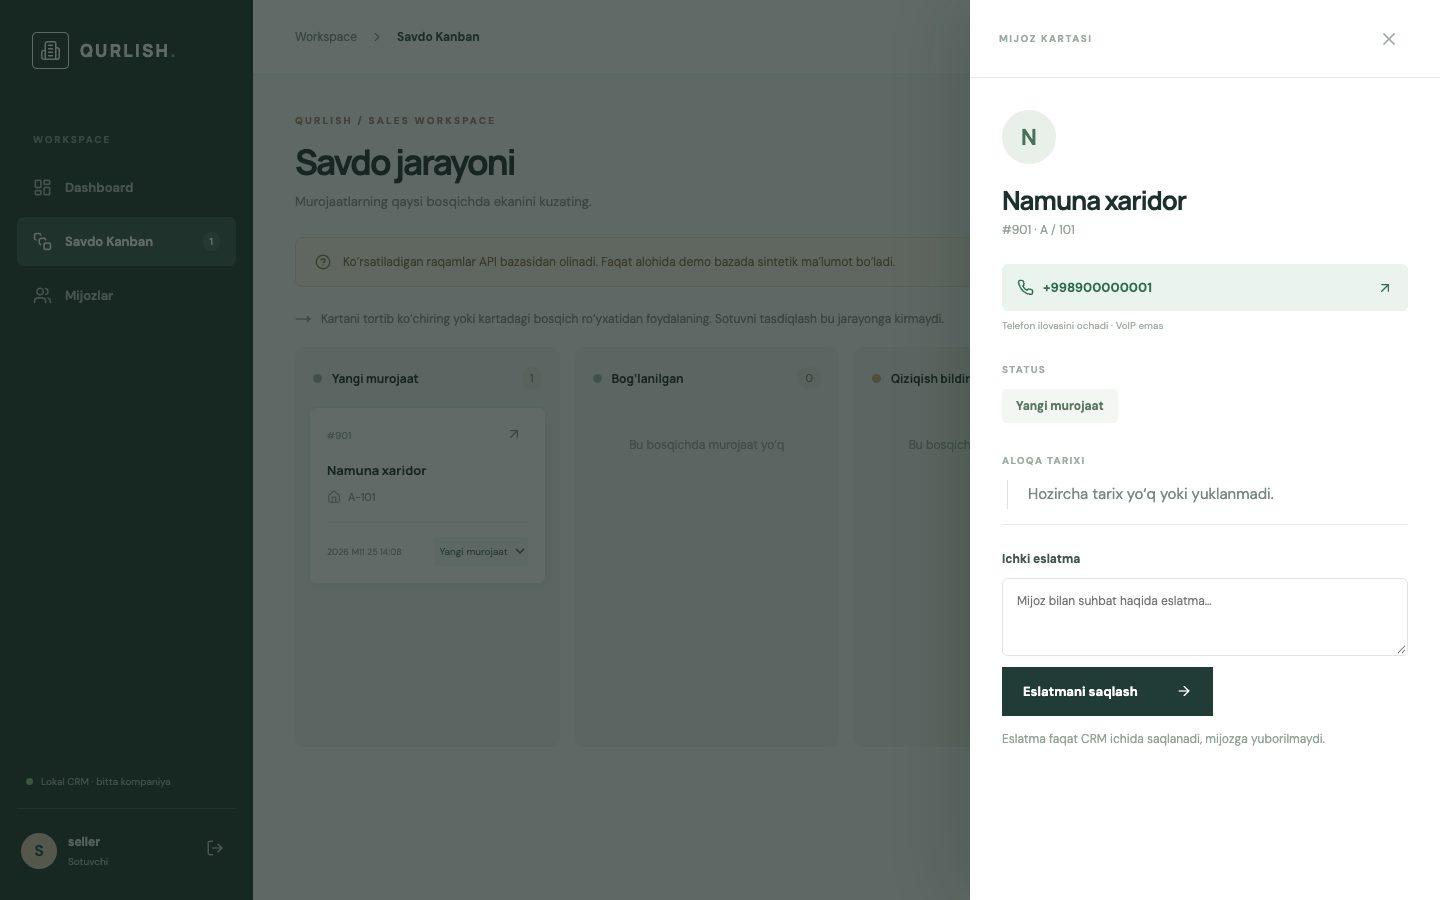 QURLISH.
WORKSPACE
Dashboard
Savdo Kanban 1
Mijozlar
Lokal CRM · bitta kompaniya
S
seller
Sotuvchi
Workspace > Savdo Kanban
QURLISH / SALES WORKSPACE
Savdo jarayoni
Murojaatlarning qaysi bosqichda ekanini kuzating.
Ko‘rsatiladigan raqamlar API bazasidan olinadi. Faqat alohida demo bazada sintetik ma’lumot bo‘ladi.
Kartani tortib ko‘chiring yoki kartadagi bosqich ro‘yxatidan foydalaning. Sotuvni tasdiqlash bu jarayonga kirmaydi.
Yangi murojaat 1
#901
Namuna xaridor
A-101
2026 M11 25 14:08
Yangi murojaat
Bog‘lanilgan 0
Bu bosqichda murojaat yo‘q
Qiziqish bildir
Bu bosqich
MIJOZ KARTASI
N
Namuna xaridor
#901 · A / 101
+998900000001
Telefon ilovasini ochadi · VoIP emas
STATUS
Yangi murojaat
ALOQA TARIXI
Hozircha tarix yo‘q yoki yuklanmadi.
Ichki eslatma
Mijoz bilan suhbat haqida eslatma…
Eslatmani saqlash
Eslatma faqat CRM ichida saqlanadi, mijozga yuborilmaydi.